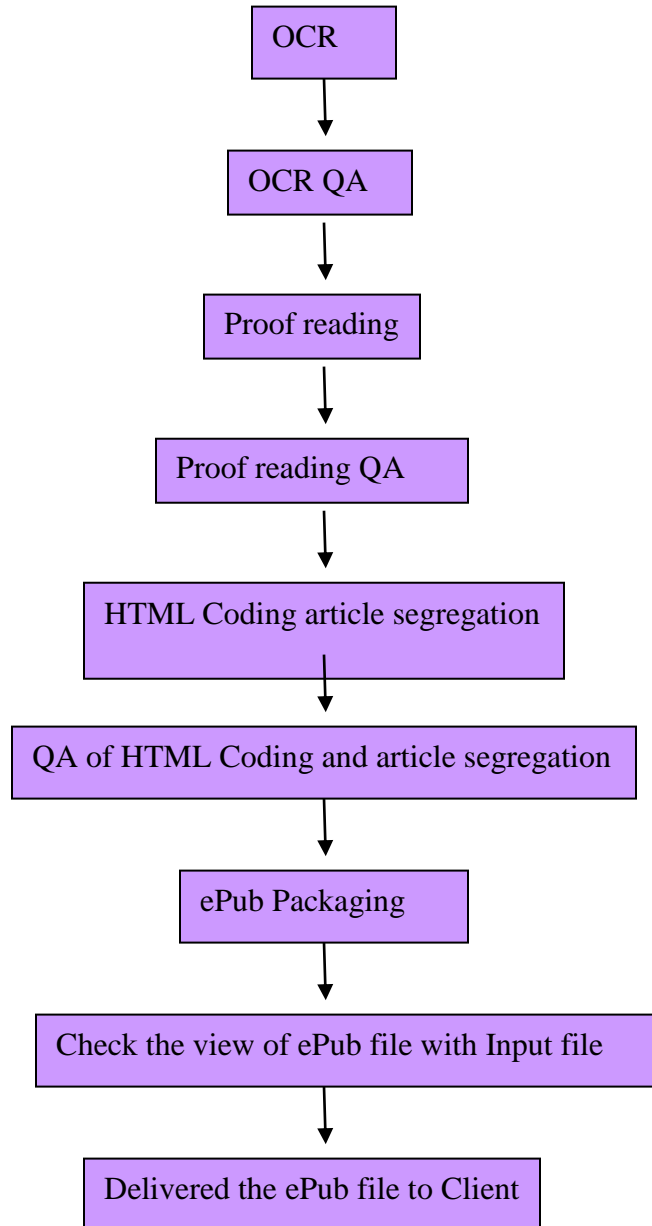 OCR
OCR QA
Proof reading
Proof reading QA
HTML Coding article segregation
QA of HTML Coding and article segregation
ePub Packaging
Check the view of ePub file with Input file
Delivered the ePub file to Client